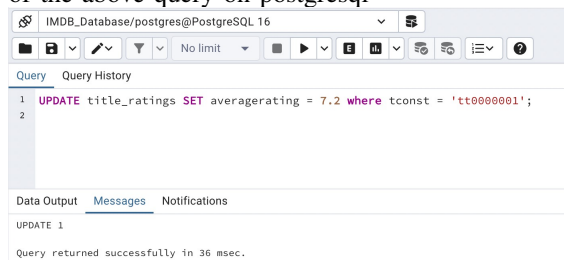 of the above query on postgresql
IMDB_Database/postgres@PostgreSQL 16
No limit
E
Query Query History
1 UPDATE title_ratings SET averagerating = 7.2 where tconst = 'tt0000001';
2
Data Output Messages Notifications
UPDATE 1
Query returned successfully in 36 msec.